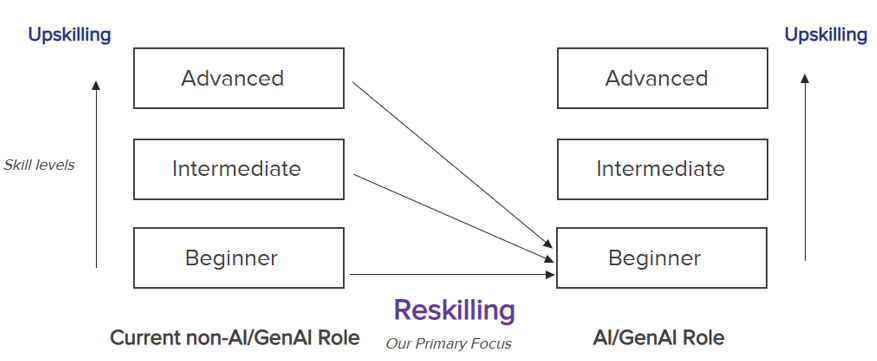 Upskilling
Upskilling
Advanced
Advanced
Skill levels
Intermediate
Intermediate
Beginner
Beginner
Reskilling
Current non-AI/GenAI Role
Our Primary Focus
AI/GenAI Role